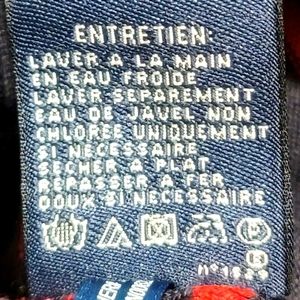 ENTRETIEN:
LAVER A LA MAIN
EN EAU FROIDE
LAVER SEPAREMENT
EAU DE JAVEL NON
CHLOREE UNIQUEMENT
SI NECESSAIRE
SECHER A PLAT
REPASSER A FER
DOUX SI NECESSAIRE
P